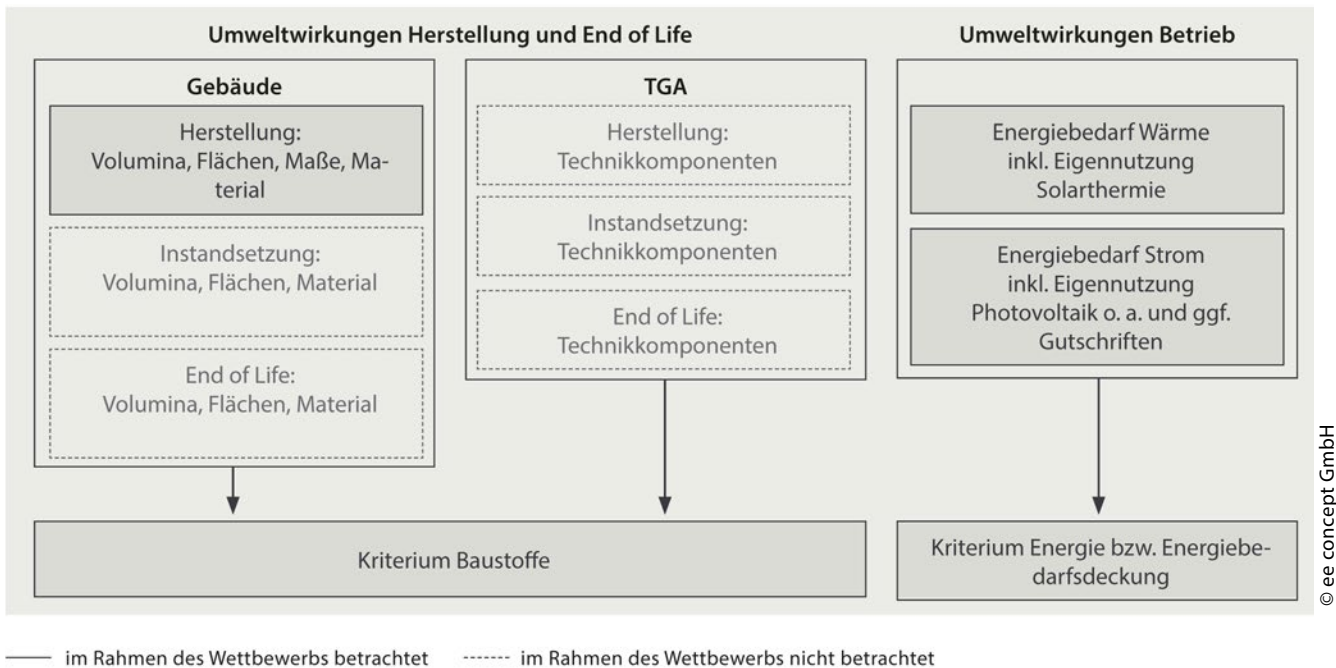 Umweltwirkungen Herstellung und End of Life
Gebäude
Herstellung:
Volumina, Flächen, Maße, Ma-
terial
Instandsetzung:
Volumina, Flächen, Material
End of Life:
Volumina, Flächen, Material
TGA
Herstellung:
Technikkomponenten
Instandsetzung:
Technikkomponenten
End of Life:
Technikkomponenten
Kriterium Baustoffe
Umweltwirkungen Betrieb
Energiebedarf Wärme
inkl. Eigennutzung
Solarthermie
Energiebedarf Strom
inkl. Eigennutzung
Photovoltaik o. a. und ggf.
Gutschriften
Kriterium Energie bzw. Energiebe-
darfsdeckung
© ee concept GmbH
im Rahmen des Wettbewerbs betrachtet
im Rahmen des Wettbewerbs nicht betrachtet